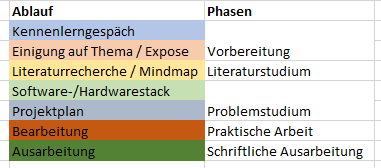 Ablauf Phasen
Kennenlerngespäch
Einigung auf Thema / Expose Vorbereitung
Literaturrecherche / Mindmap Literaturstudium
Software-/Hardwarestack
Projektplan Problemstudium
Bearbeitung Praktische Arbeit
Ausarbeitung Schriftliche Ausarbeitung